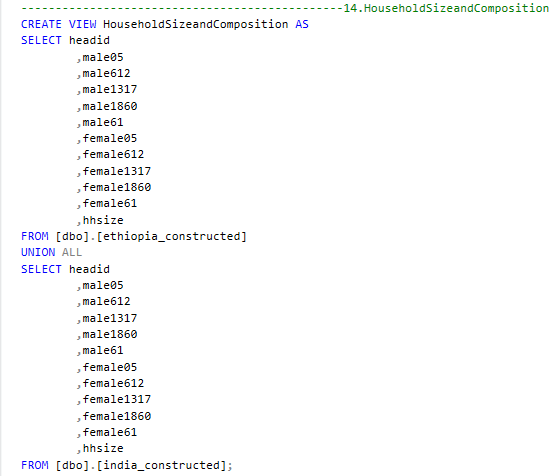 ------------------------------------------------14.HouseholdSizeandComposition
CREATE VIEW HouseholdSizeandComposition AS
SELECT headid
,male05
,male612
,male1317
,male1860
,male61
,female05
,female612
,female1317
,female1860
,female61
,hhsize
FROM [dbo].[ethiopia_constructed]
UNION ALL
SELECT headid
,male05
,male612
,male1317
,male1860
,male61
,female05
,female612
,female1317
,female1860
,female61
,hhsize
FROM [dbo].[india_constructed];